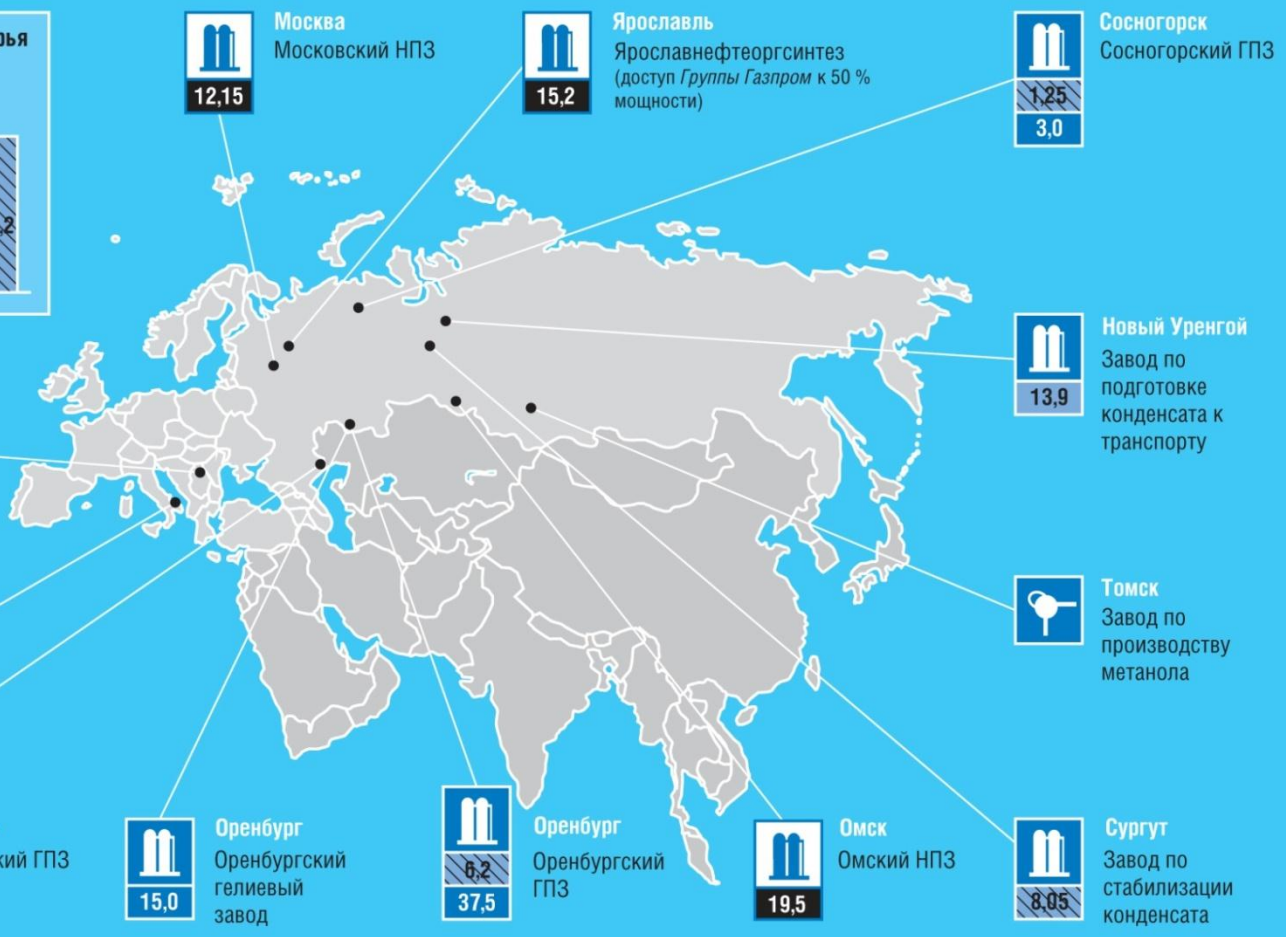 рья
,2
Москва
Московский НПЗ
12,15
Ярославль
Ярославнефтеоргсинтез
(доступ Группы Газпром к 50 %
мощности)
15,2
Сосногорск
Сосногорский ГПЗ
1,25
3,0
Новый Уренгой
Завод по
подготовке
конденсата к
транспорту
13,9
Томск
Завод по
производству
метанола
кий ГПЗ
Оренбург
Оренбургский
гелиевый
завод
15,0
Оренбург
Оренбургский
ГПЗ
6,2
37,5
Омск
Омский НПЗ
19,5
Сургут
Завод по
стабилизации
конденсата
8,05